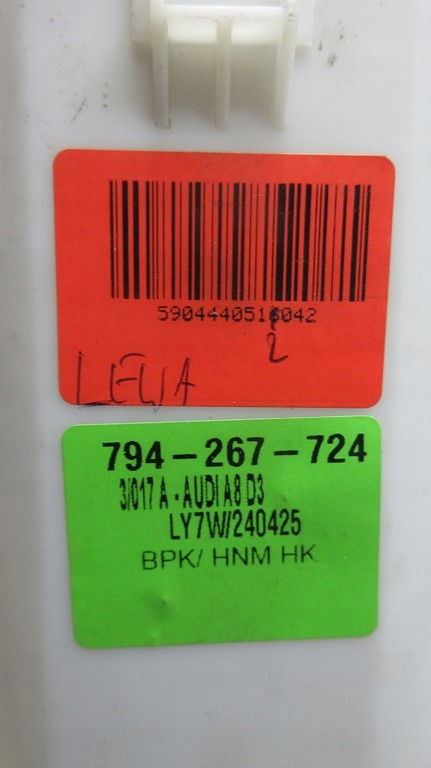 5904440516042
2
LEWA
794-267-724
3/017 A - AUDI A8 D3
LY7W/240425
BPK/ HNM HK